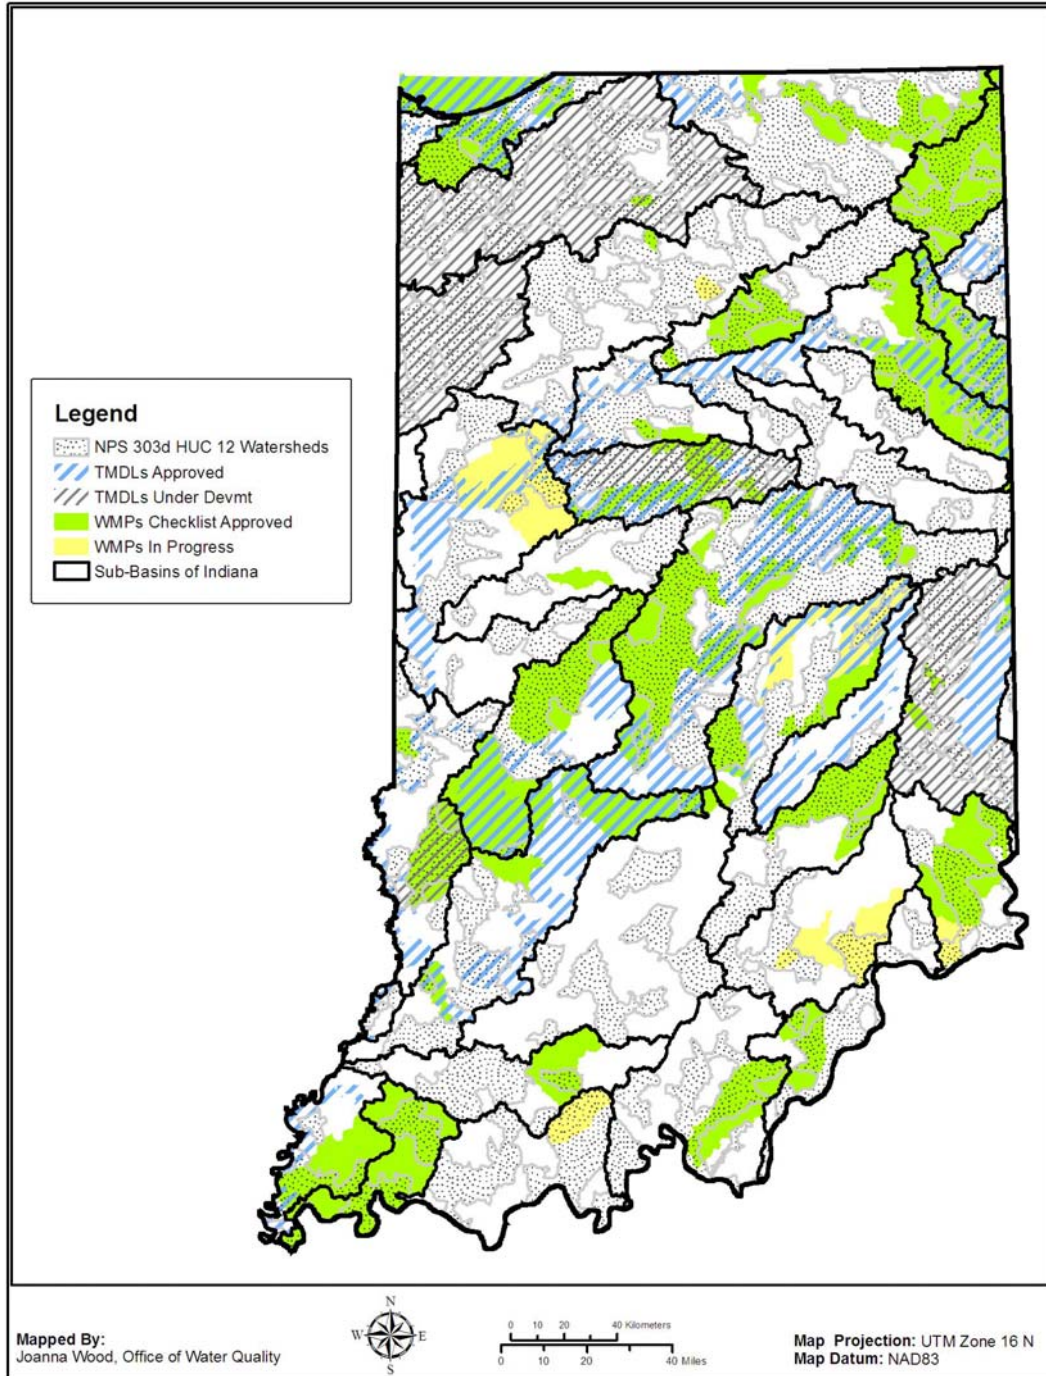 Legend
NPS 303d HUC 12 Watersheds
TMDLs Approved
TMDLs Under Devmt
WMPs Checklist Approved
WMPs In Progress
Sub-Basins of Indiana
Mapped By:
Joanna Wood, Office of Water Quality
N
W E
S
0 10 20 40 Kilometers
0 10 20 40 Miles
Map Projection: UTM Zone 16 N
Map Datum: NAD83